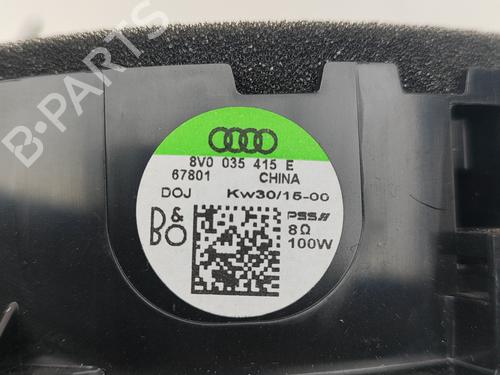 8V0 035 415 E
67801 CHINA
DOJ Kw30/15-00
B&O
PSS
8Ω
100W
B-PARTS